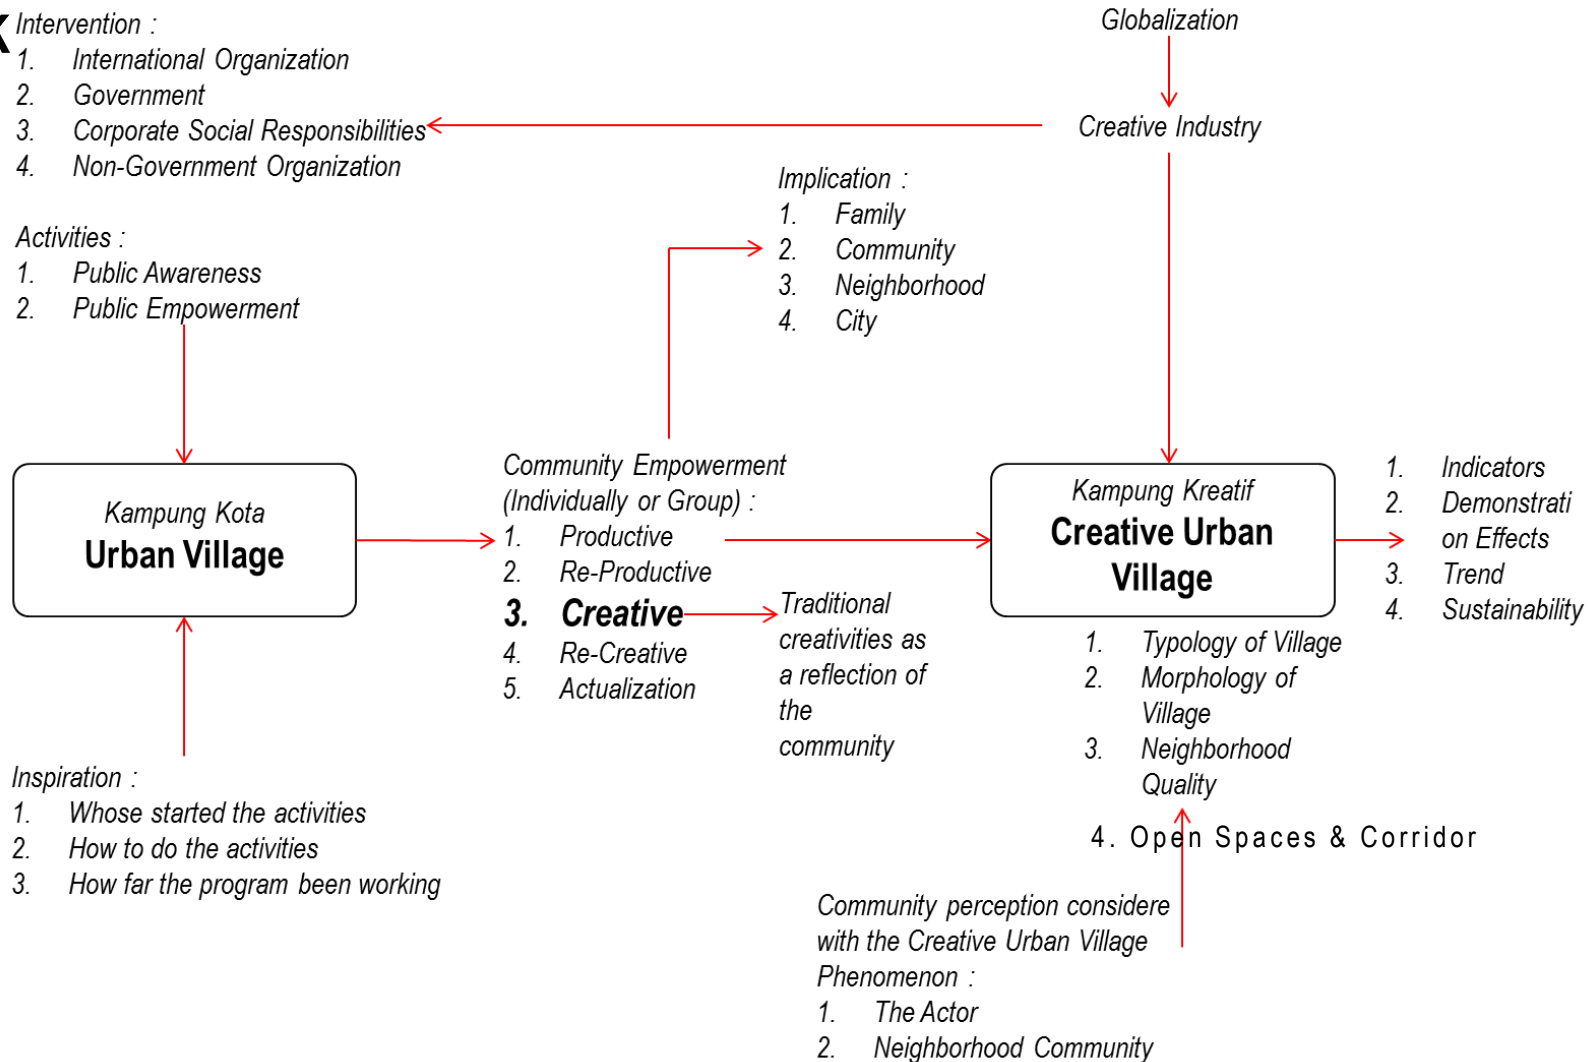 K
Intervention :
1. International Organization
2. Government
3. Corporate Social Responsibilities
4. Non-Government Organization
Activities :
1. Public Awareness
2. Public Empowerment
Globalization
Creative Industry
Implication :
1. Family
2. Community
3. Neighborhood
4. City
Kampung Kota
Urban Village
Community Empowerment
(Individually or Group) :
1. Productive
2. Re-Productive
3. Creative
4. Re-Creative
5. Actualization
Traditional
creativities as
a reflection of
the
community
Kampung Kreatif
Creative Urban
Village
1. Indicators
2. Demonstrati
on Effects
3. Trend
4. Sustainability
1. Typology of Village
2. Morphology of
Village
3. Neighborhood
Quality
4. Open Spaces & Corridor
Inspiration :
1. Whose started the activities
2. How to do the activities
3. How far the program been working
Community perception considere
with the Creative Urban Village
Phenomenon :
1. The Actor
2. Neighborhood Community